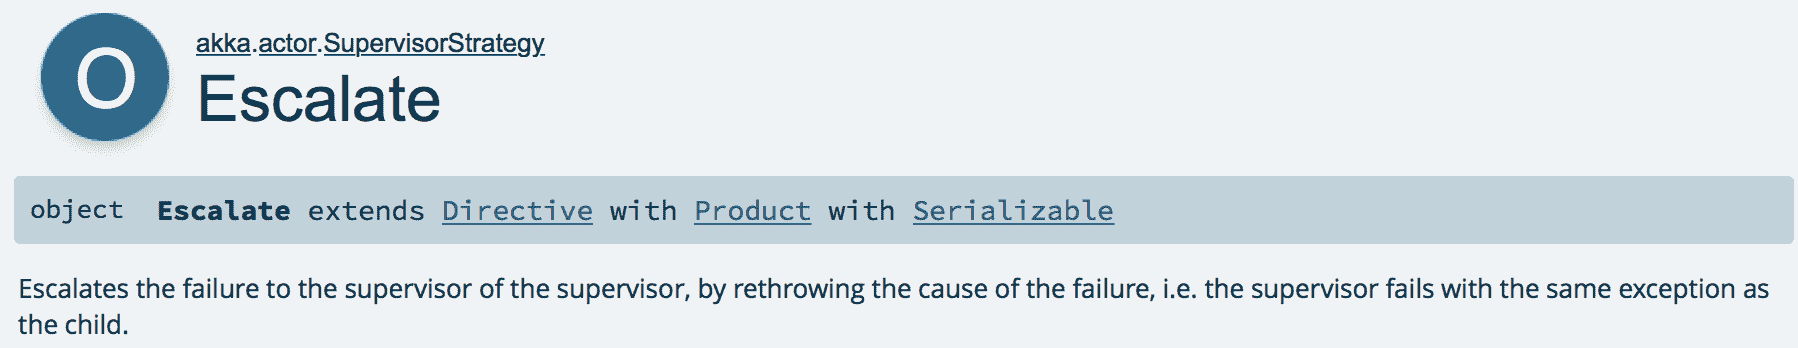 O
akka.actor.SupervisorStrategy
Escalate
object Escalate extends Directive with Product with Serializable
Escalates the failure to the supervisor of the supervisor, by rethrowing the cause of the failure, i.e. the supervisor fails with the same exception as
the child.